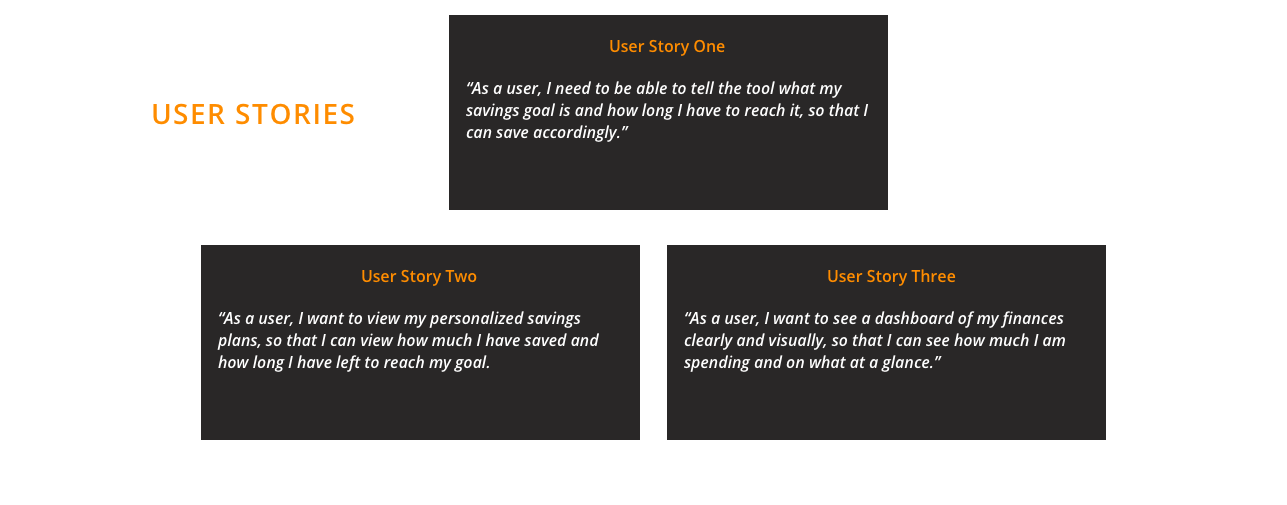 USER STORIES
User Story One
“As a user, I need to be able to tell the tool what my
savings goal is and how long I have to reach it, so that I
can save accordingly.”
User Story Two
“As a user, I want to view my personalized savings
plans, so that I can view how much I have saved and
how long I have left to reach my goal.
User Story Three
“As a user, I want to see a dashboard of my finances
clearly and visually, so that I can see how much I am
spending and on what at a glance.”